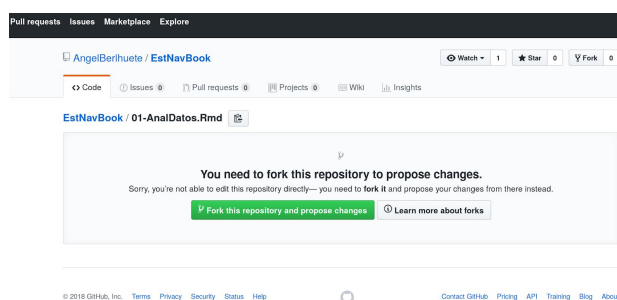 Pull requests Issues Marketplace Explore
AngelBerihuete / EstNavBook
Watch 1 Star 0 Fork 0
Code Issues 0 Pull requests 0 Projects 0 Wiki Insights
EstNavBook / 01-AnalDatos.Rmd
You need to fork this repository to propose changes.
Sorry, you're not able to edit this repository directly— you need to fork it and propose your changes from there instead.
Fork this repository and propose changes Learn more about forks
© 2018 GitHub, Inc. Terms Privacy Security Status Help Contact GitHub Pricing API Training Blog Abou